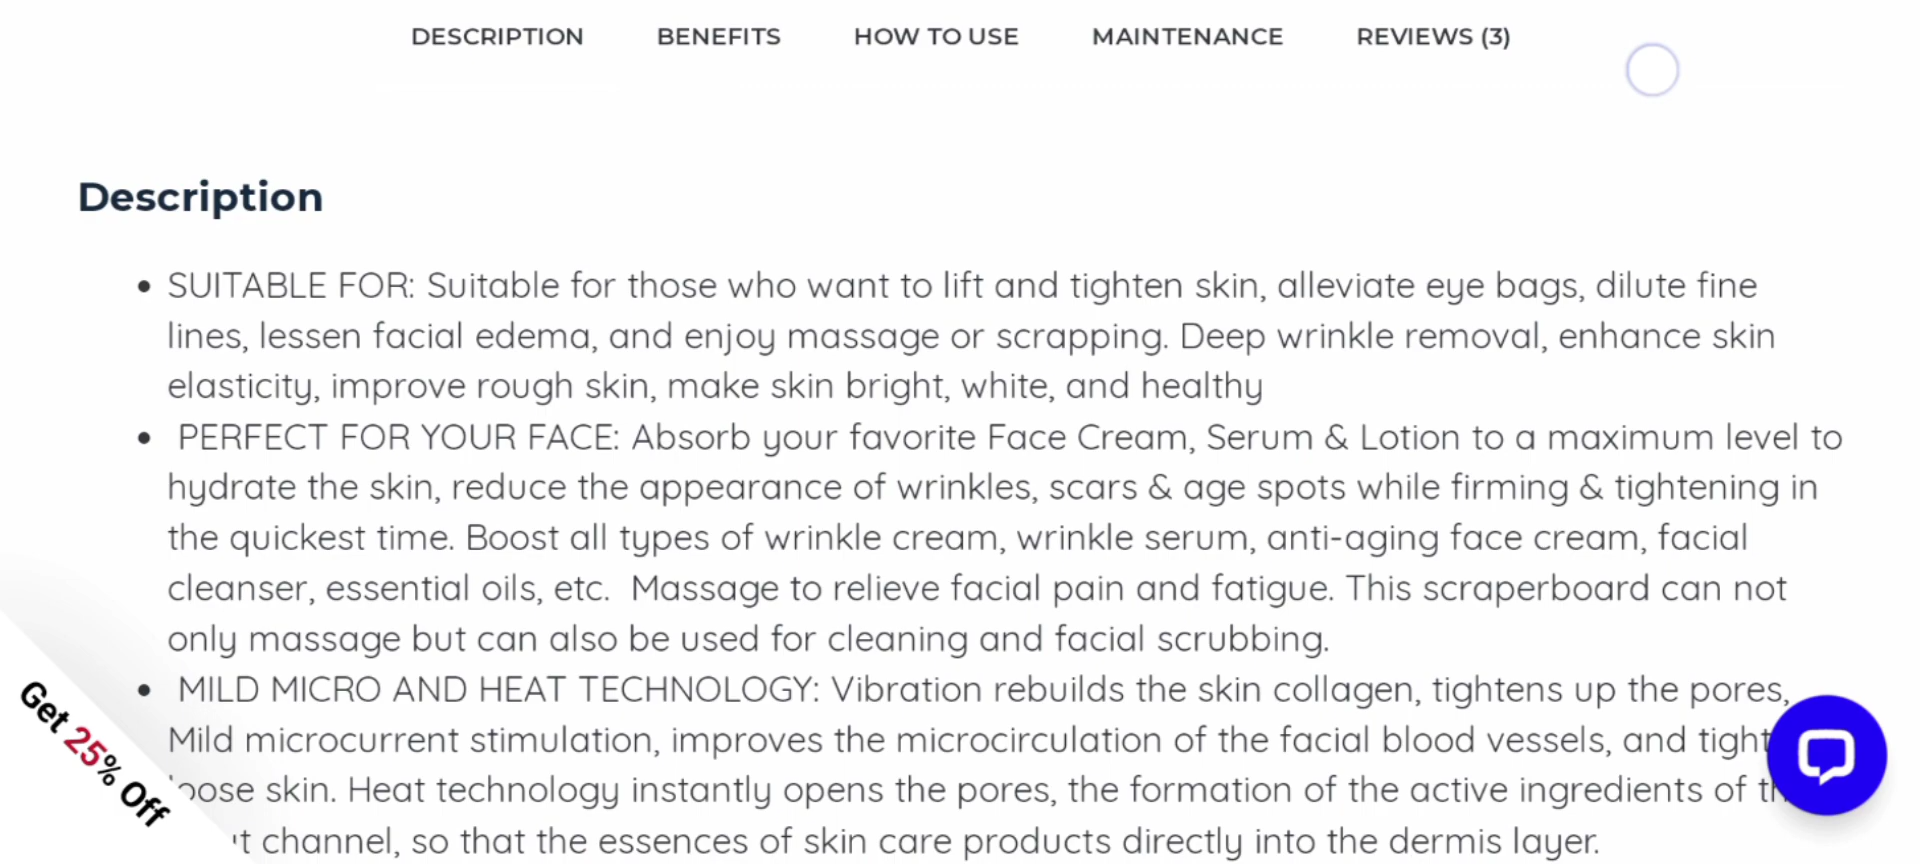 DESCRIPTION BENEFITS HOW TO USE MAINTENANCE REVIEWS (3)
Description
• SUITABLE FOR: Suitable for those who want to lift and tighten skin, alleviate eye bags, dilute fine
lines, lessen facial edema, and enjoy massage or scrapping. Deep wrinkle removal, enhance skin
elasticity, improve rough skin, make skin bright, white, and healthy
• PERFECT FOR YOUR FACE: Absorb your favorite Face Cream, Serum & Lotion to a maximum level to
hydrate the skin, reduce the appearance of wrinkles, scars & age spots while firming & tightening in
the quickest time. Boost all types of wrinkle cream, wrinkle serum, anti-aging face cream, facial
cleanser, essential oils, etc. Massage to relieve facial pain and fatigue. This scraperboard can not
only massage but can also be used for cleaning and facial scrubbing.
• MILD MICRO AND HEAT TECHNOLOGY: Vibration rebuilds the skin collagen, tightens up the pores,
Mild microcurrent stimulation, improves the microcirculation of the facial blood vessels, and tight
skin. Heat technology instantly opens the pores, the formation of the active ingredients of
channel, so that the essences of skin care products directly into the dermis layer.
Get 25% Off